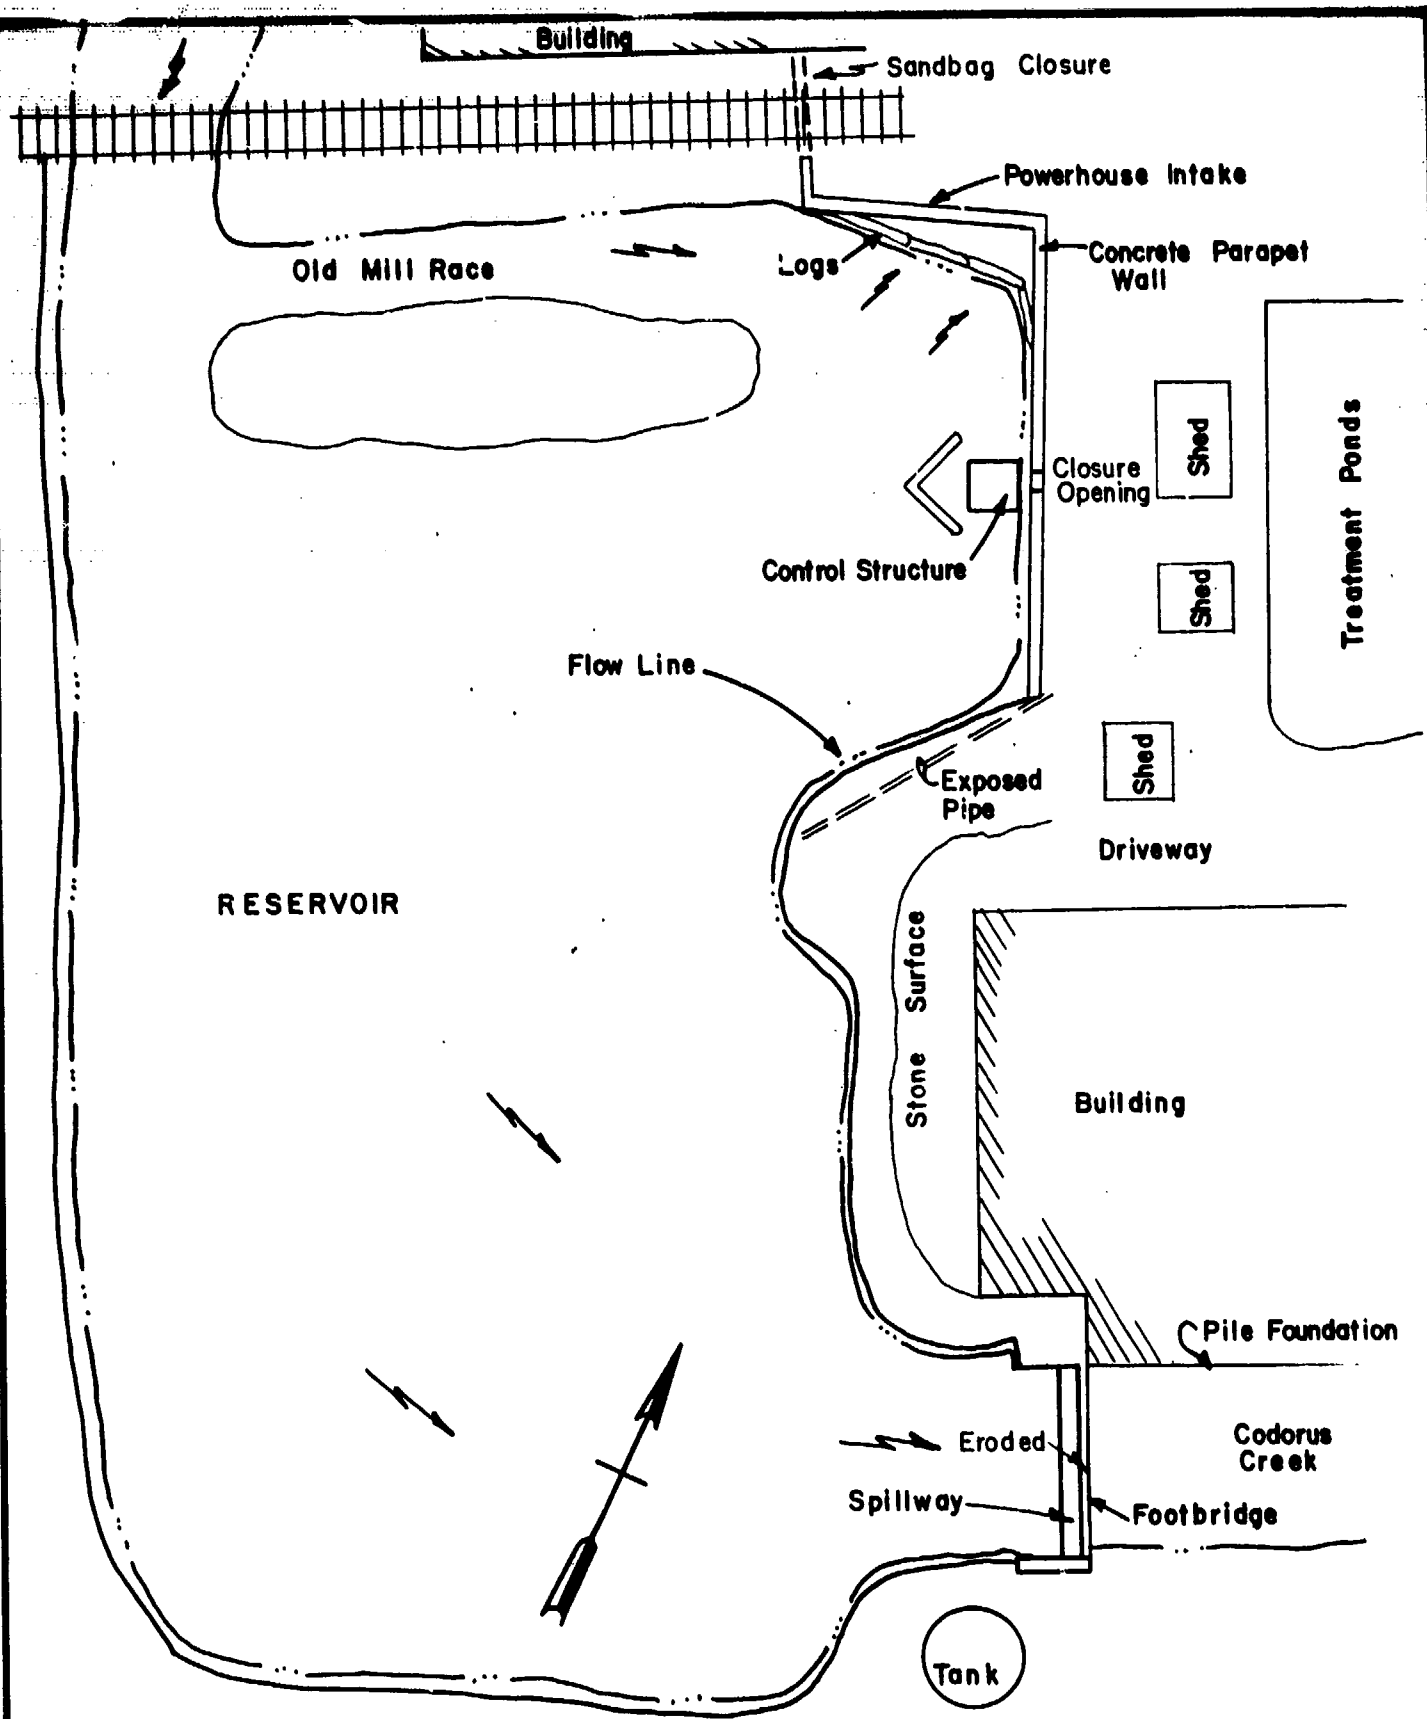 Building
Sandbag Closure
Powerhouse Intake
Old Mill Race
Logs
Concrete Parapet
Wall
Shed
Treatment Ponds
Closure
Opening
Control Structure
Shed
Flow Line
Exposed
Pipe
Shed
Driveway
RESERVOIR
Stone Surface
Building
Pile Foundation
Eroded
Codorus
Creek
Spillway
Footbridge
Tank